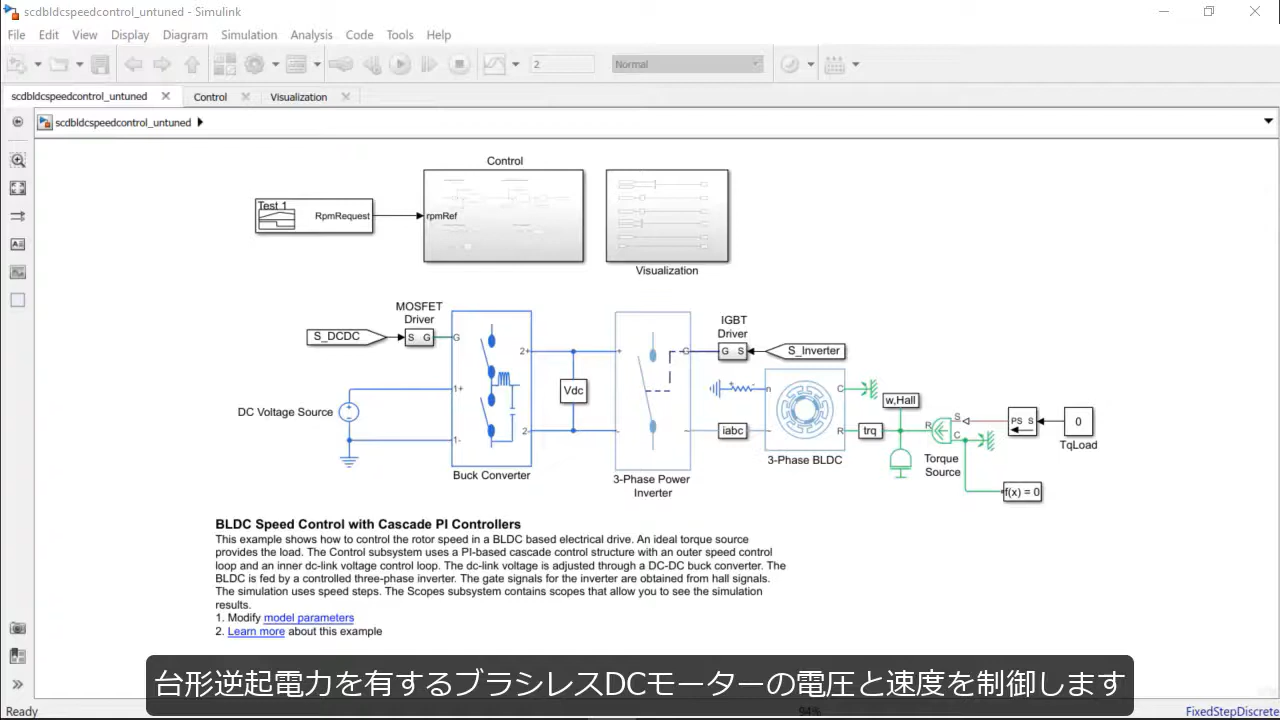 scdbldcspeedcontrol_untuned - Simulink
File Edit View Display Diagram Simulation Analysis Code Tools Help
2
Normal
scdbldcspeedcontrol_untuned
Control
Visualization
scdbldcspeedcontrol_untuned
Control
Test 1
RpmRequest
rpmRef
Visualization
MOSFET
Driver
IGBT
Driver
S_DCDC
S G
G
2+
+
G
G S
S_Inverter
1+
Vdc
n
C
w,Hall
DC Voltage Source
S
PS S
0
R
2-
-
iabc
~
R
trq
C
TqLoad
1-
3-Phase BLDC
Torque
Source
Buck Converter
3-Phase Power
Inverter
f(x) = 0
BLDC Speed Control with Cascade PI Controllers
This example shows how to control the rotor speed in a BLDC based electrical drive. An ideal torque source
provides the load. The Control subsystem uses a PI-based cascade control structure with an outer speed control
loop and an inner dc-link voltage control loop. The dc-link voltage is adjusted through a DC-DC buck converter. The
BLDC is fed by a controlled three-phase inverter. The gate signals for the inverter are obtained from hall signals.
The simulation uses speed steps. The Scopes subsystem contains scopes that allow you to see the simulation
results.
1. Modify model parameters
2. Learn more about this example
台形逆起電力を有するブラシレスDCモーターの電圧と速度を制御します
Ready
94%
FixedStepDiscrete